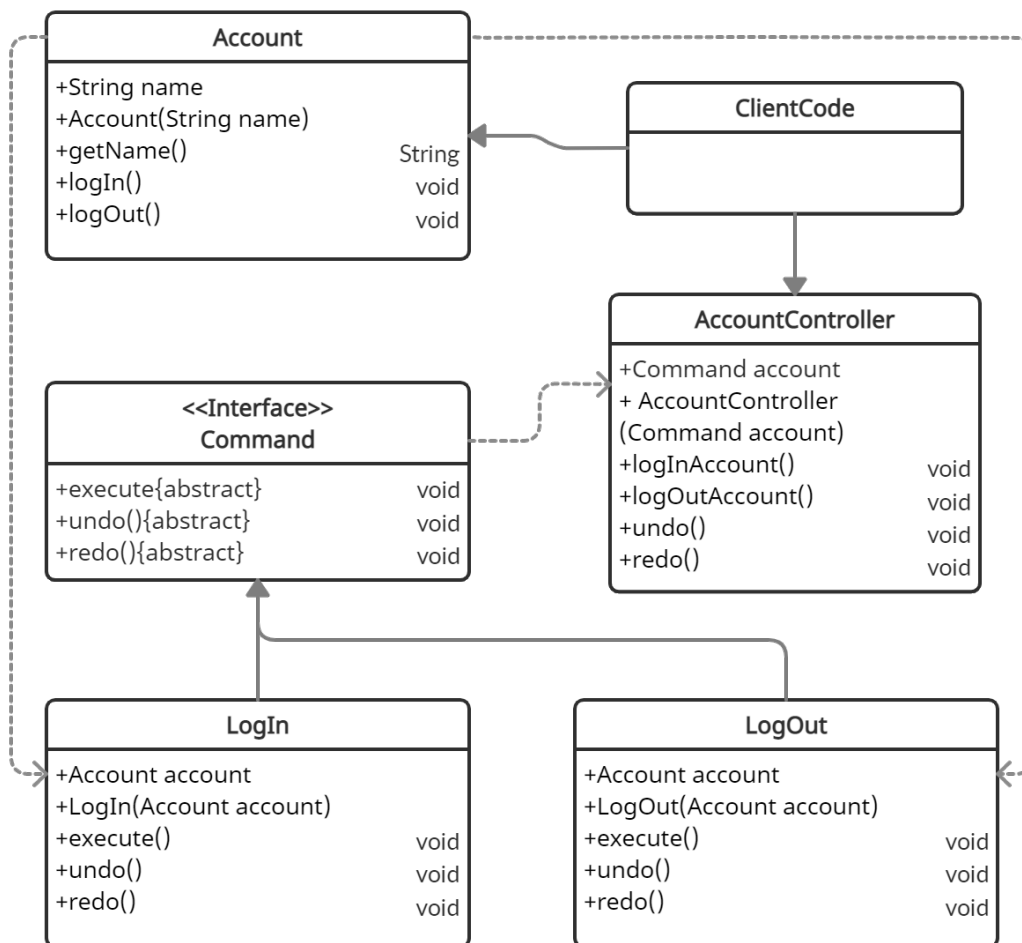 Account
+String name
+Account(String name)
+getName() String
+logIn() void
+logOut() void
ClientCode
AccountController
+Command account
+ AccountController
(Command account)
+logInAccount() void
+logOutAccount() void
+undo() void
+redo() void
<<Interface>>
Command
+execute{abstract} void
+undo(){abstract} void
+redo(){abstract} void
LogIn
+Account account
+LogIn(Account account)
+execute() void
+undo() void
+redo() void
LogOut
+Account account
+LogOut(Account account)
+execute() void
+undo() void
+redo() void